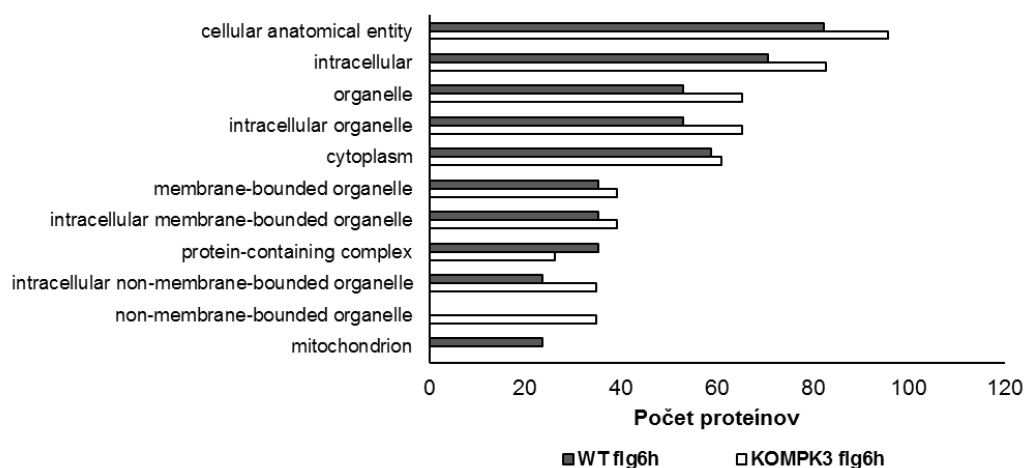 cellular anatomical entity
intracellular
organelle
intracellular organelle
cytoplasm
membrane-bounded organelle
intracellular membrane-bounded organelle
protein-containing complex
intracellular non-membrane-bounded organelle
non-membrane-bounded organelle
mitochondrion
0 20 40 60 80 100 120
Počet proteínov
WT flg6h KOMPK3 flg6h